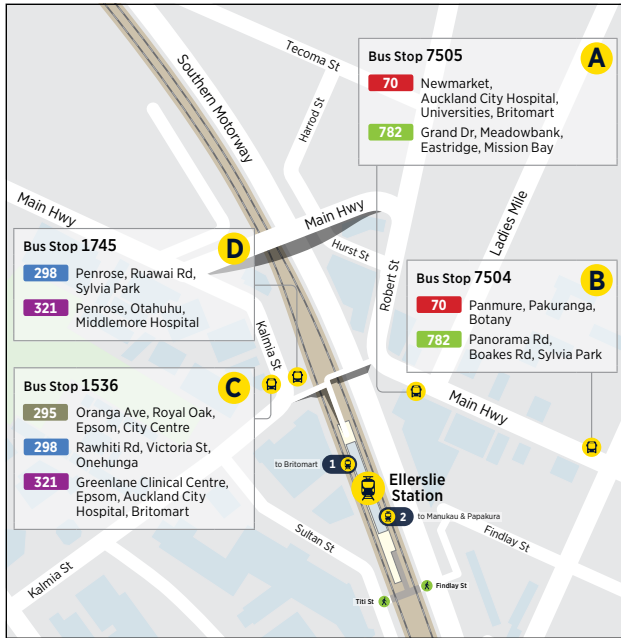 Bus Stop 7505
A
70 Newmarket,
Auckland City Hospital,
Universities, Britomart
782 Grand Dr, Meadowbank,
Eastridge, Mission Bay
Tecoma St
Southern Motorway
Harrod St
Main Hwy
Main Hwy
Hurst St
Robert St
Ladies Mile
Bus Stop 1745
D
298 Penrose, Ruawai Rd,
Sylvia Park
321 Penrose, Otahuhu,
Middlemore Hospital
Bus Stop 7504
B
70 Panmure, Pakuranga,
Botany
782 Panorama Rd,
Boakes Rd, Sylvia Park
Kalmia St
Bus Stop 1536
C
295 Oranga Ave, Royal Oak,
Epsom, City Centre
298 Rawhiti Rd, Victoria St,
Onehunga
321 Greenlane Clinical Centre,
Epsom, Auckland City
Hospital, Britomart
Main Hwy
to Britomart 1
Ellerslie
Station
2 to Manukau & Papakura
Sultan St
Findlay St
Kalmia St
Findlay St
Titi St